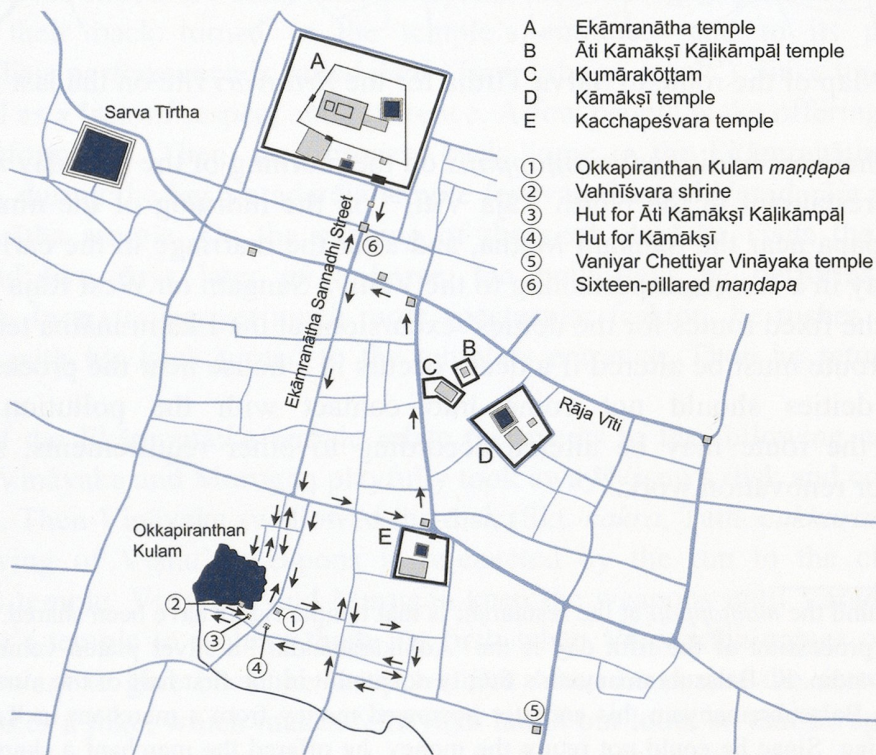 A Ekāmranātha temple
B Āti Kāmākṣī Kāḷikāmpāḷ temple
C Kumārakōṭṭam
D Kāmākṣī temple
E Kacchapeśvara temple
① Okkapiranthan Kulam maṇḍapa
② Vahnīśvara shrine
③ Hut for Āti Kāmākṣī Kāḷikāmpāḷ
④ Hut for Kāmākṣī
⑤ Vaniyar Chettiyar Vināyaka temple
⑥ Sixteen-pillared maṇḍapa
A
Sarva Tīrtha
Ekāmranātha Sannadhi Street
⑥
B
C
Rāja Vīti
D
Okkapiranthan
Kulam
E
②
①
③
④
⑤